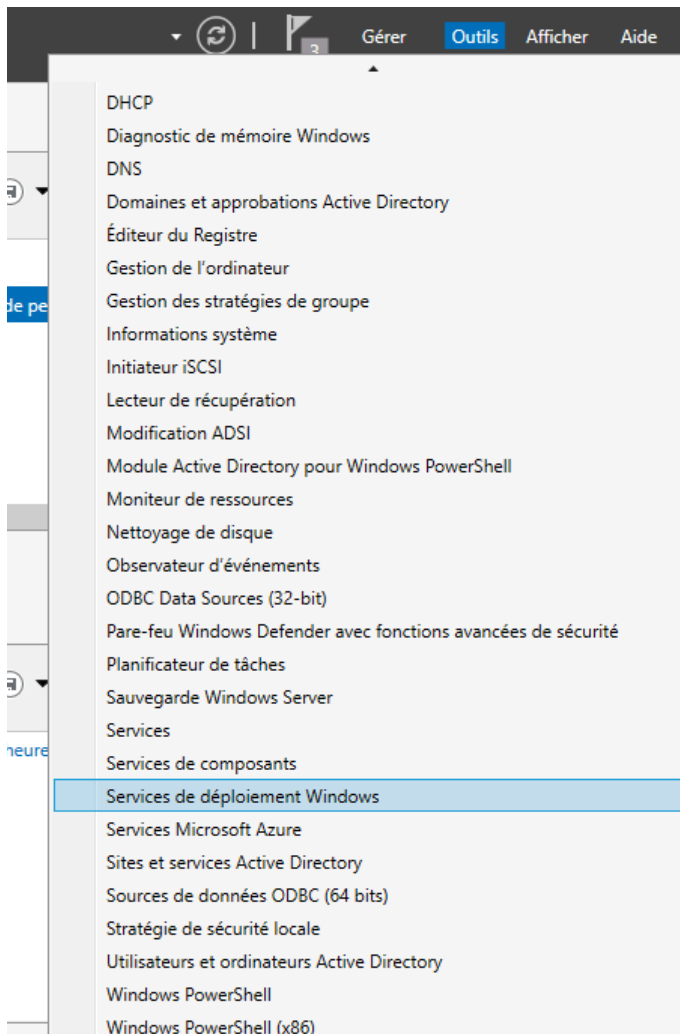 3
Gérer Outils Afficher Aide
DHCP
Diagnostic de mémoire Windows
DNS
Domaines et approbations Active Directory
Éditeur du Registre
Gestion de l'ordinateur
Gestion des stratégies de groupe
de pe
Informations système
Initiateur iSCSI
Lecteur de récupération
Modification ADSI
Module Active Directory pour Windows PowerShell
Moniteur de ressources
Nettoyage de disque
Observateur d'événements
ODBC Data Sources (32-bit)
Pare-feu Windows Defender avec fonctions avancées de sécurité
Planificateur de tâches
Sauvegarde Windows Server
Services
heure
Services de composants
Services de déploiement Windows
Services Microsoft Azure
Sites et services Active Directory
Sources de données ODBC (64 bits)
Stratégie de sécurité locale
Utilisateurs et ordinateurs Active Directory
Windows PowerShell
Windows PowerShell (x86)